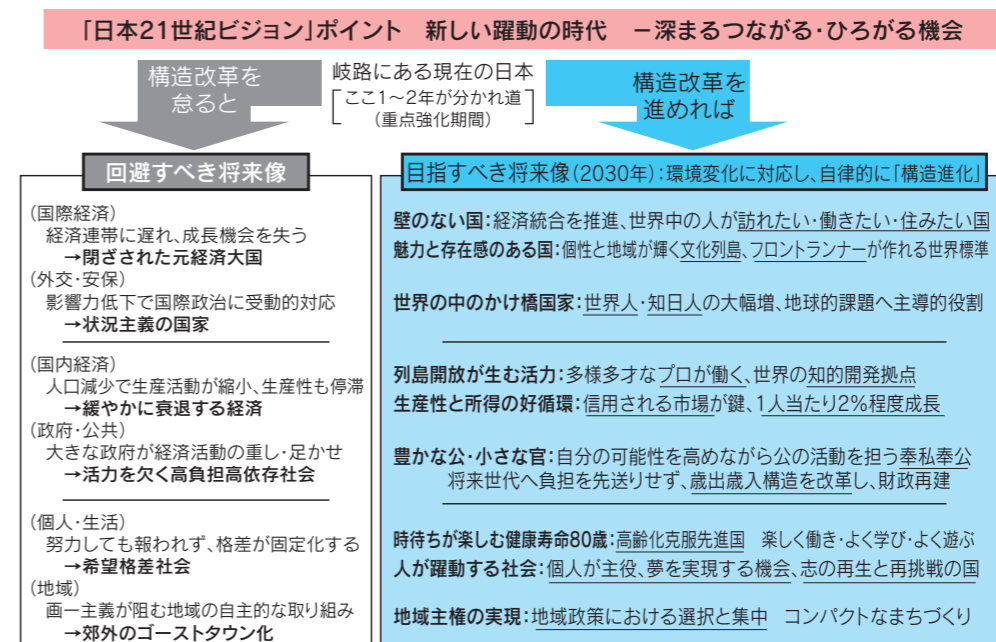 「日本21世紀ビジョン」ポイント　新しい躍動の時代　－深まるつながる・ひろがる機会
構造改革を
怠ると
岐路にある現在の日本
ここ1～2年が分かれ道
（重点強化期間）
構造改革を
進めれば
回避すべき将来像
（国際経済）
経済連帯に遅れ、成長機会を失う
→閉ざされた元経済大国
（外交・安保）
影響力低下で国際政治に受動的対応
→状況主義の国家
（国内経済）
人口減少で生産活動が縮小、生産性も停滞
→緩やかに衰退する経済
（政府・公共）
大きな政府が経済活動の重し・足かせ
→活力を欠く高負担高依存社会
（個人・生活）
努力しても報われず、格差が固定化する
→希望格差社会
（地域）
画一主義が阻む地域の自主的な取り組み
→郊外のゴーストタウン化
目指すべき将来像（2030年）：環境変化に対応し、自律的に「構造進化」
壁のない国：経済統合を推進、世界中の人が訪れたい・働きたい・住みたい国
魅力と存在感のある国：個性と地域が輝く文化列島、フロントランナーが作れる世界標準
世界の中のかけ橋国家：世界人・知日人の大幅増、地球的課題へ主導的役割
列島開放が生む活力：多様多才なプロが働く、世界の知的開発拠点
生産性と所得の好循環：信用される市場が鍵、1人当たり2％程度成長
豊かな公・小さな官：自分の可能性を高めながら公の活動を担う奉私奉公
将来世代へ負担を先送りせず、歳出歳入構造を改革し、財政再建
時待ちが楽しむ健康寿命80歳：高齢化克服先進国　楽しく働き・よく学び・よく遊ぶ
人が躍動する社会：個人が主役、夢を実現する機会、志の再生と再挑戦の国
地域主権の実現：地域政策における選択と集中　コンパクトなまちづくり